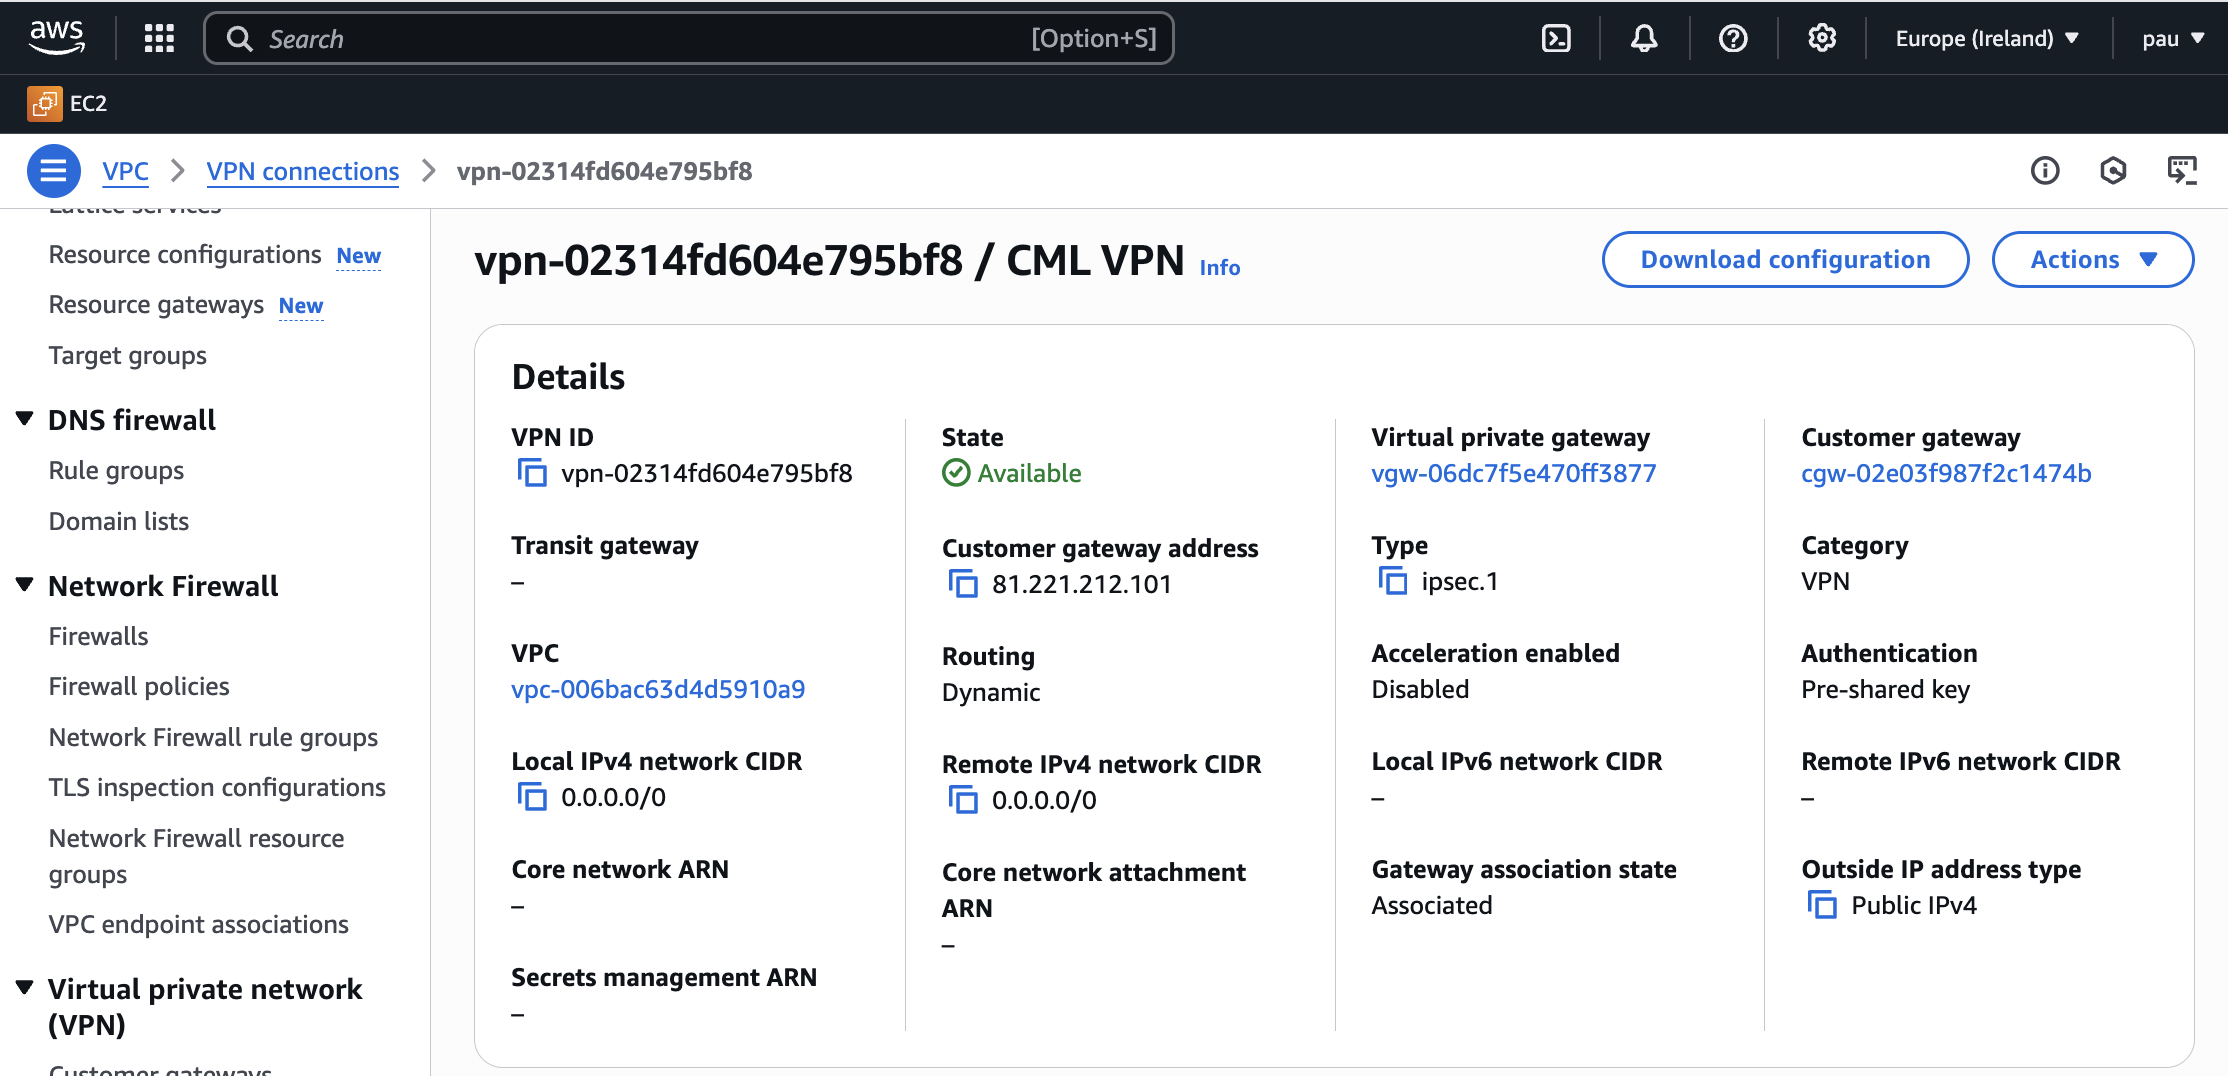 aws
Search [Option+S]
Europe (Ireland)
pau
EC2
VPC
VPN connections
vpn-02314fd604e795bf8
Lattice services
Resource configurations New
Resource gateways New
Target groups
DNS firewall
Rule groups
Domain lists
Network Firewall
Firewalls
Firewall policies
Network Firewall rule groups
TLS inspection configurations
Network Firewall resource
groups
VPC endpoint associations
Virtual private network
(VPN)
Customer gateways
vpn-02314fd604e795bf8 / CML VPN Info
Download configuration
Actions
Details
VPN ID
vpn-02314fd604e795bf8
State
Available
Virtual private gateway
vgw-06dc7f5e470ff3877
Customer gateway
cgw-02e03f987f2c1474b
Transit gateway
–
Customer gateway address
81.221.212.101
Type
ipsec.1
Category
VPN
VPC
vpc-006bac63d4d5910a9
Routing
Dynamic
Acceleration enabled
Disabled
Authentication
Pre-shared key
Local IPv4 network CIDR
0.0.0.0/0
Remote IPv4 network CIDR
0.0.0.0/0
Local IPv6 network CIDR
–
Remote IPv6 network CIDR
–
Core network ARN
–
Core network attachment
ARN
–
Gateway association state
Associated
Outside IP address type
Public IPv4
Secrets management ARN
–